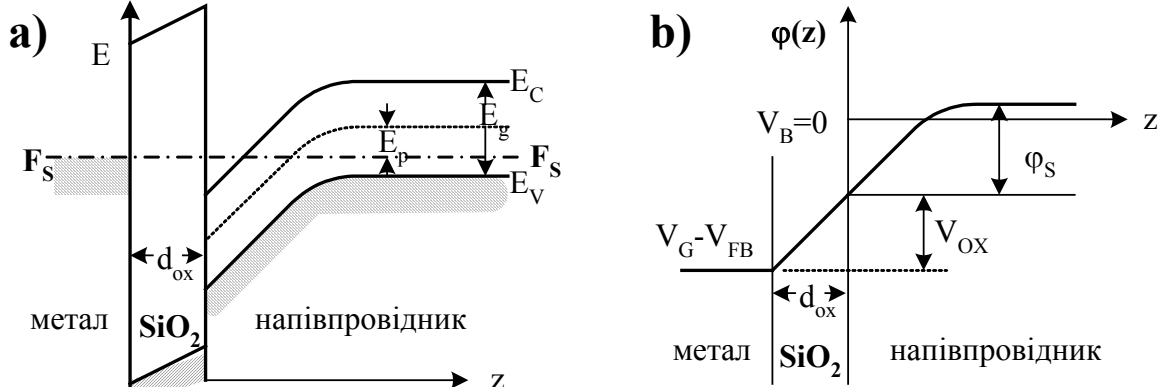 a)
E
E_C
E_g
E_p
F_S
F_S
E_V
d_ox
метал
SiO_2
напівпровідник
z
b)
φ(z)
V_B=0
z
φ_S
V_G-V_FB
V_OX
d_ox
метал
SiO_2
напівпровідник